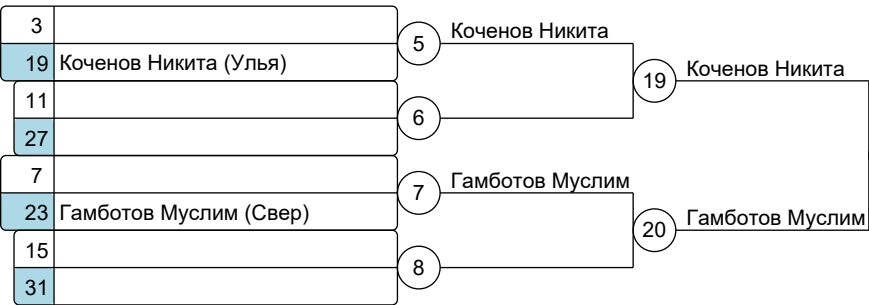 3
5 Коченов Никита
19 Коченов Никита (Улья)
19 Коченов Никита
11
6
27
7
7 Гамботов Муслим
23 Гамботов Муслим (Свер)
20 Гамботов Муслим
15
8
31